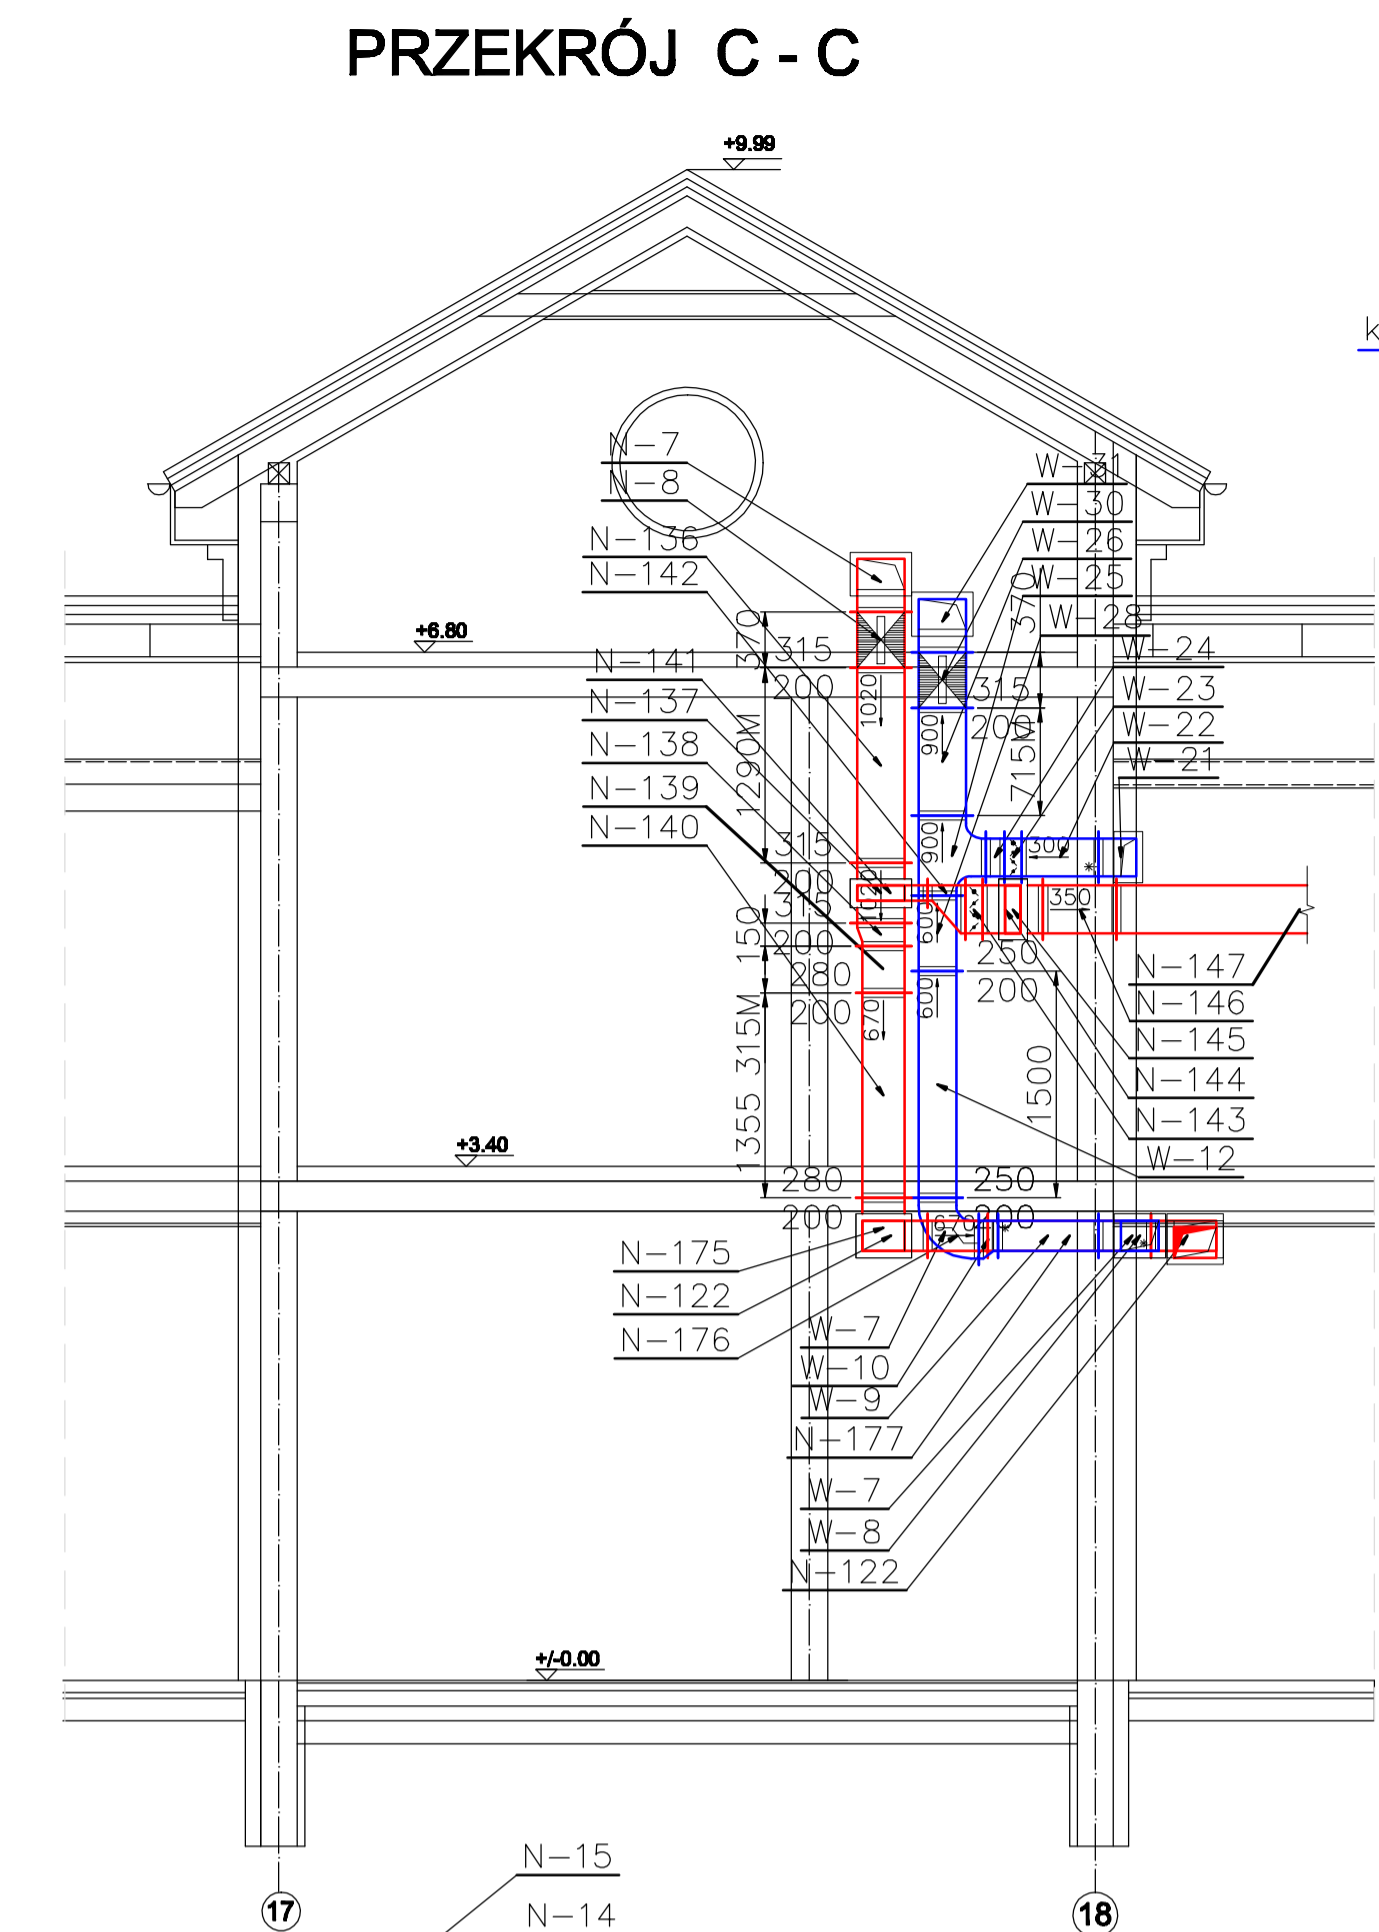 PRZEKRÓJ C - C
+9.99
k
N-7
N-8
N-136
N-142
W-31
W-30
W-26
W-25
W-28
370
+6.80
370
315
200
1020
N-141
N-137
N-138
N-139
N-140
W-24
W-23
W-22
W-21
315
200
900
715M
1290M
315
200
900
300
1020
315
200
600
350
150
250
200
280
200
670
600
315M
1355
1500
N-147
N-146
N-145
N-144
N-143
W-12
+3.40
280
200
250
200
670
N-175
N-122
N-176
W-7
W-10
W-9
N-177
W-7
W-8
N-122
+/-0.00
N-15
N-14
17
18